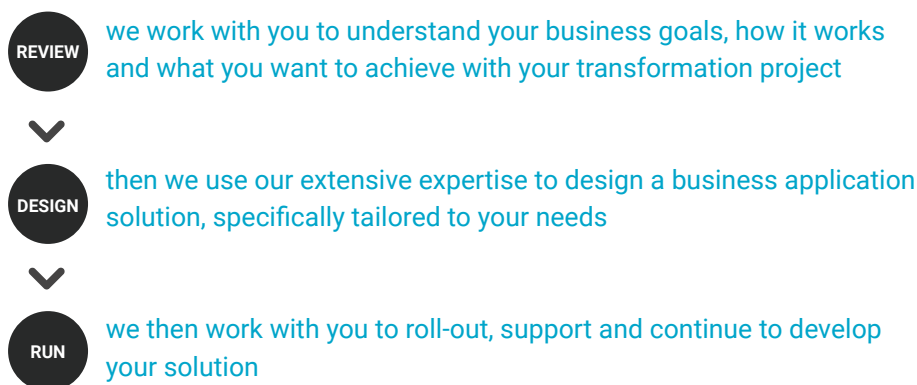 REVIEW
we work with you to understand your business goals, how it works
and what you want to achieve with your transformation project
DESIGN
then we use our extensive expertise to design a business application
solution, specifically tailored to your needs
RUN
we then work with you to roll-out, support and continue to develop
your solution